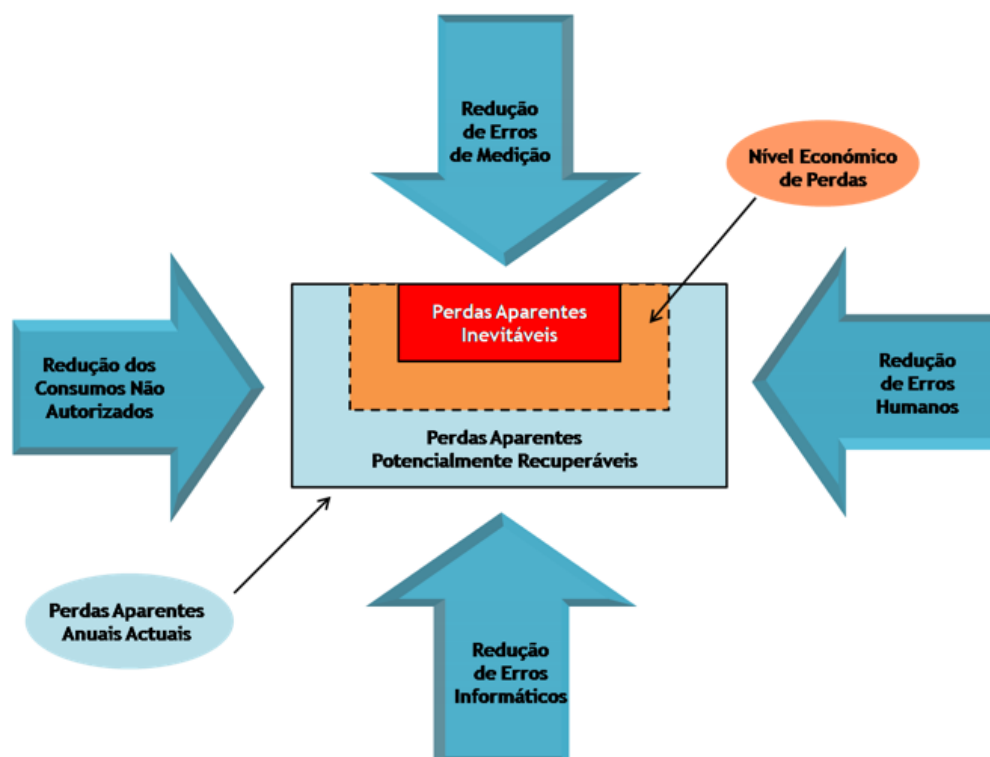 Redução
de Erros
de Medição
Nível Económico
de Perdas
Perdas Aparentes
Inevitáveis
Redução dos
Consumos Não
Autorizados
Redução
de Erros
Humanos
Perdas Aparentes
Potencialmente Recuperáveis
Perdas Aparentes
Anuais Actuais
Redução
de Erros
Informáticos